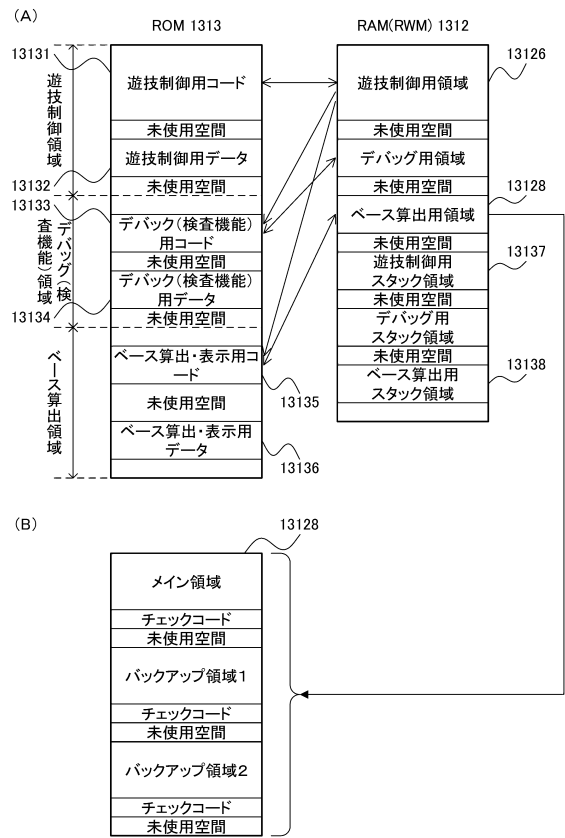 (A)
ROM 1313
RAM(RWM) 1312
13131
遊技制御用コード
未使用空間
遊技制御用データ
未使用空間
13132
遊技制御領域
13133
デバック(検査機能)
用コード
未使用空間
デバック(検査機能)
用データ
未使用空間
13134
デバッグ(検
査機能)領域
ベース算出・表示用コ
ード
13135
未使用空間
ベース算出・表示用
データ
13136
ベース算出領域
遊技制御用領域
13126
未使用空間
デバッグ用領域
未使用空間
13128
ベース算出用領域
未使用空間
遊技制御用
スタック領域
13137
未使用空間
デバッグ用
スタック領域
未使用空間
ベース算出用
スタック領域
13138
(B)
13128
メイン領域
チェックコード
未使用空間
バックアップ領域1
チェックコード
未使用空間
バックアップ領域2
チェックコード
未使用空間